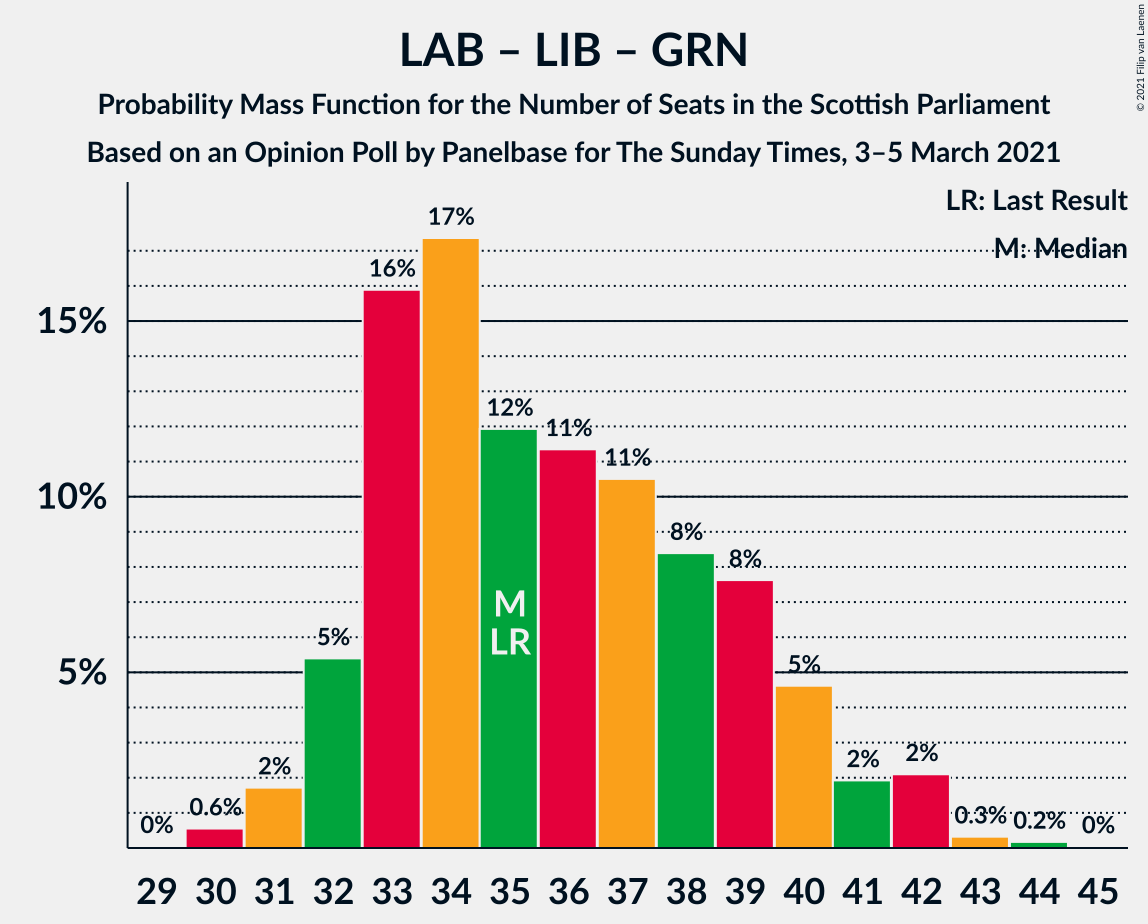 LAB – LIB – GRN
Probability Mass Function for the Number of Seats in the Scottish Parliament
Based on an Opinion Poll by Panelbase for The Sunday Times, 3–5 March 2021
© 2021 Filip van Laenen
LR: Last Result
M: Median
15%
10%
5%
0%
0.6%
2%
5%
16%
17%
12%
11%
11%
8%
8%
5%
2%
2%
0.3%
0.2%
0%
M
LR
29 30 31 32 33 34 35 36 37 38 39 40 41 42 43 44 45